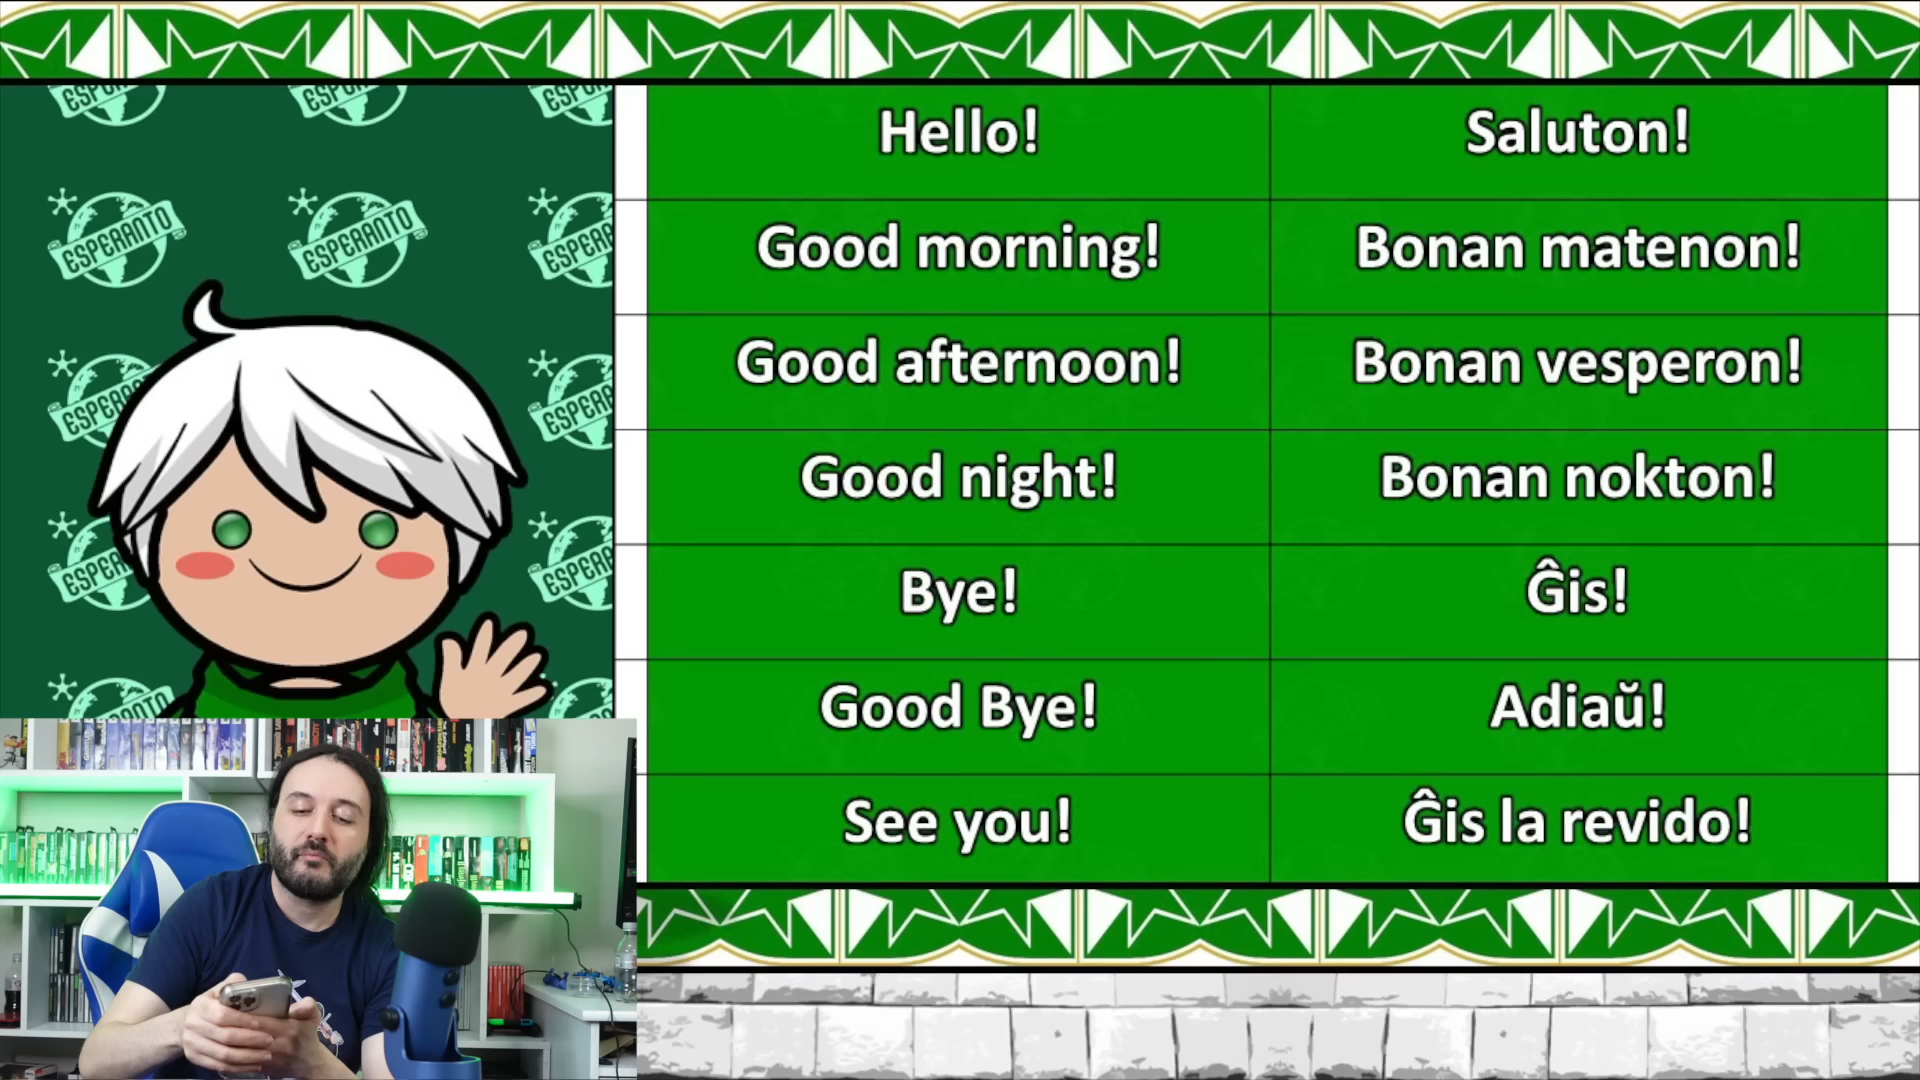 ESPERANTO
ESPERANTO
Hello! Saluton!
Good morning! Bonan matenon!
Good afternoon! Bonan vesperon!
Good night! Bonan nokton!
Bye! Ĝis!
Good Bye! Adiaŭ!
See you! Ĝis la revido!